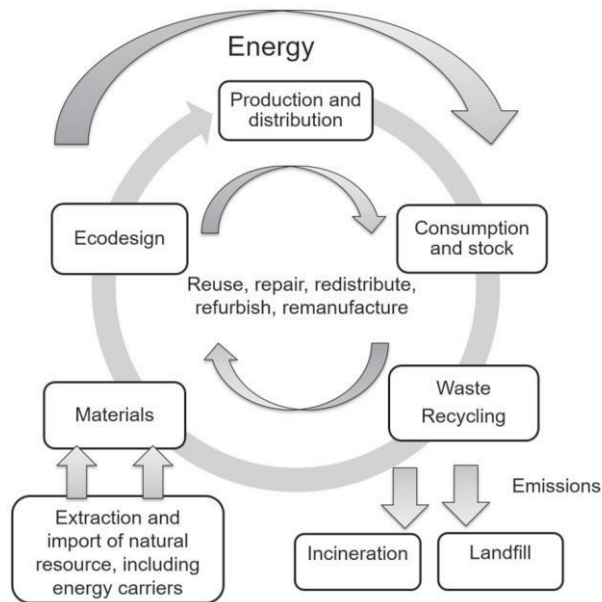 Energy
Production and
distribution
Ecodesign
Consumption
and stock
Reuse, repair, redistribute,
refurbish, remanufacture
Materials
Waste
Recycling
Extraction and
import of natural
resource, including
energy carriers
Emissions
Incineration
Landfill